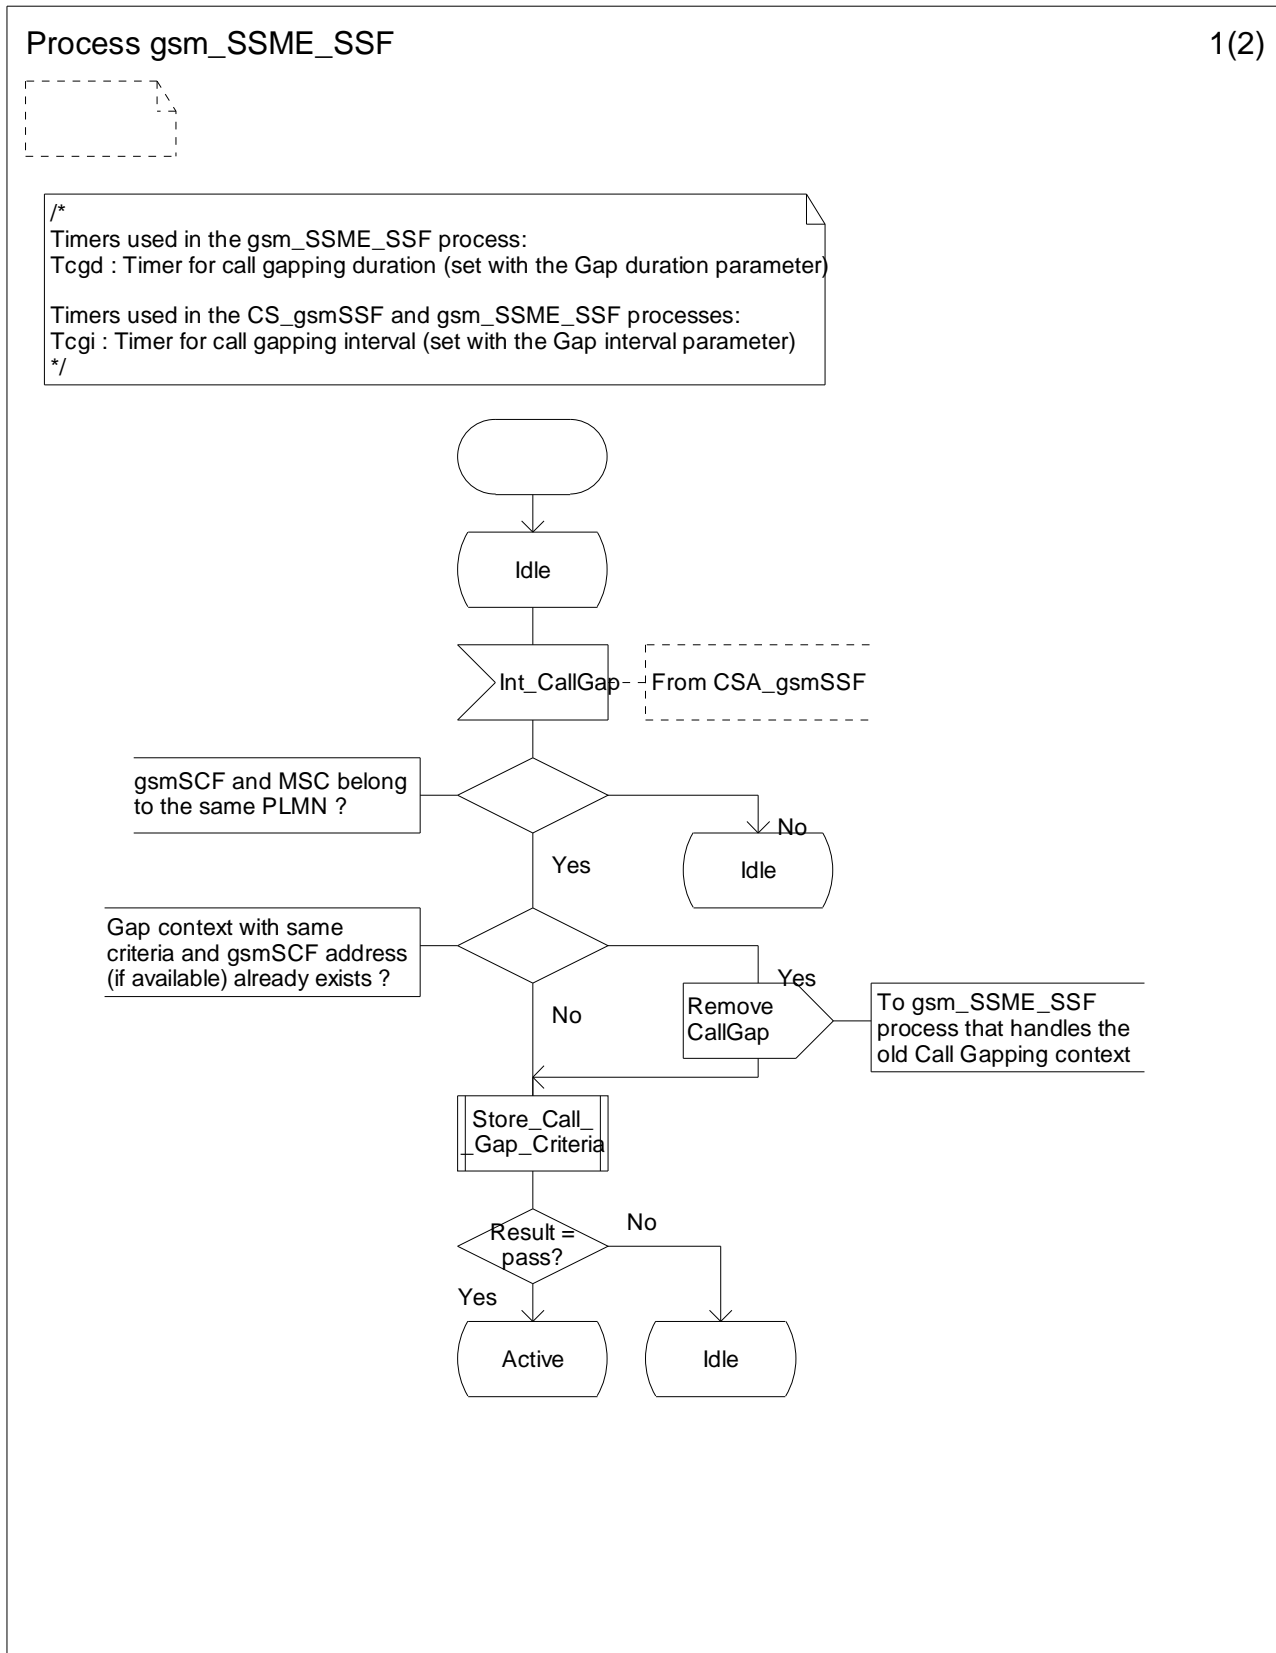 Process gsm_SSME_SSF
1(2)
/*
Timers used in the gsm_SSME_SSF process:
Tcgd : Timer for call gapping duration (set with the Gap duration parameter)
Timers used in the CS_gsmSSF and gsm_SSME_SSF processes:
Tcgi : Timer for call gapping interval (set with the Gap interval parameter)
*/
Idle
Int_CallGap
From CSA_gsmSSF
gsmSCF and MSC belong
to the same PLMN ?
No
Idle
Yes
Gap context with same
criteria and gsmSCF address
(if available) already exists ?
Yes
No
Remove
CallGap
To gsm_SSME_SSF
process that handles the
old Call Gapping context
Store_Call_
_Gap_Criteria
Result =
pass?
No
Yes
Active
Idle